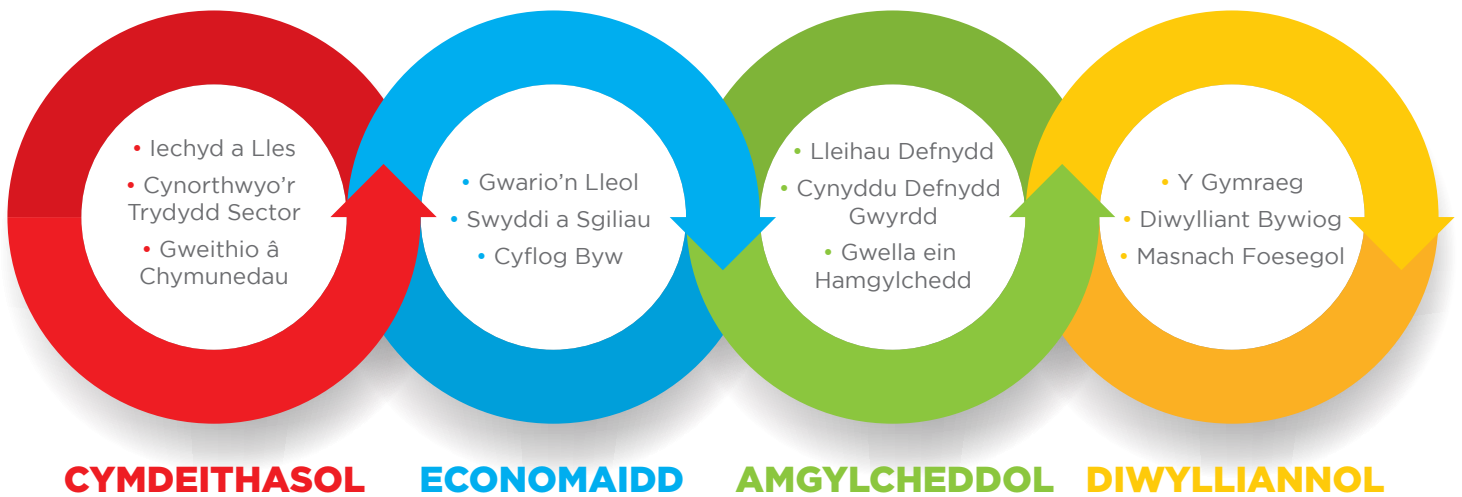 • Iechyd a Lles
• Cynorthwyo'r
Trydydd Sector
• Gweithio â
Chymunedau
• Gwario'n Lleol
• Swyddi a Sgiliau
• Cyflog Byw
• Lleihau Defnydd
• Cynyddu Defnydd
Gwyrdd
• Gwella ein
Hamgylchedd
• Y Gymraeg
• Diwylliant Bywiog
• Masnach Foesegol
CYMDEITHASOL
ECONOMAIDD
AMGYLCHEDDOL
DIWYLLIANNOL